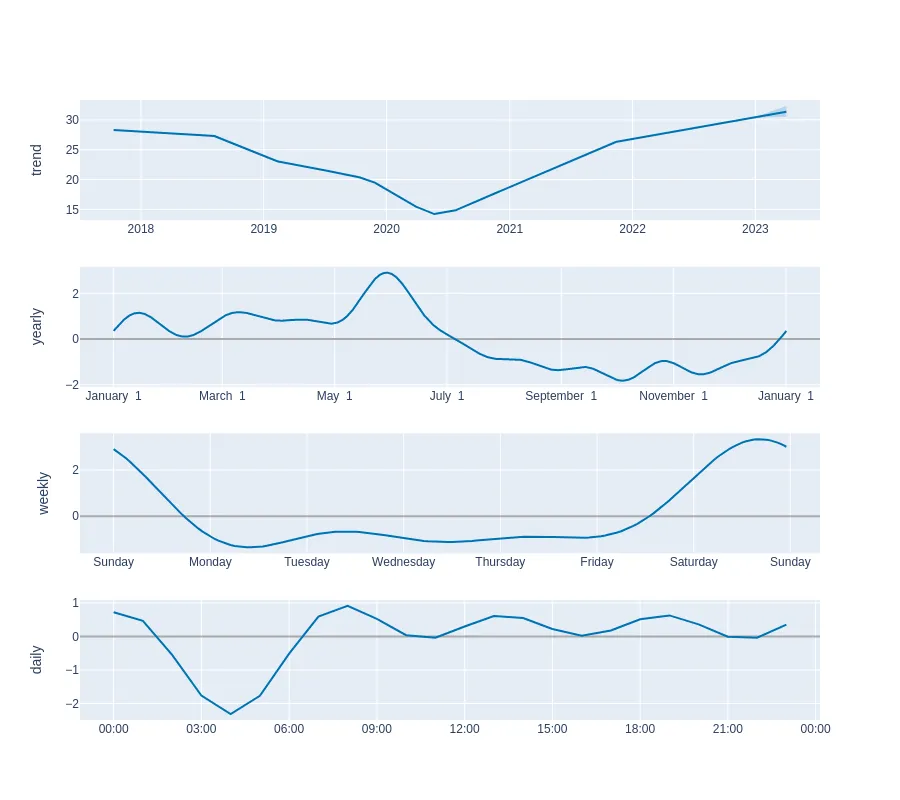 trend
30
25
20
15
2018 2019 2020 2021 2022 2023
yearly
2
0
−2
January 1 March 1 May 1 July 1 September 1 November 1 January 1
weekly
2
0
Sunday Monday Tuesday Wednesday Thursday Friday Saturday Sunday
daily
1
0
−1
−2
00:00 03:00 06:00 09:00 12:00 15:00 18:00 21:00 00:00